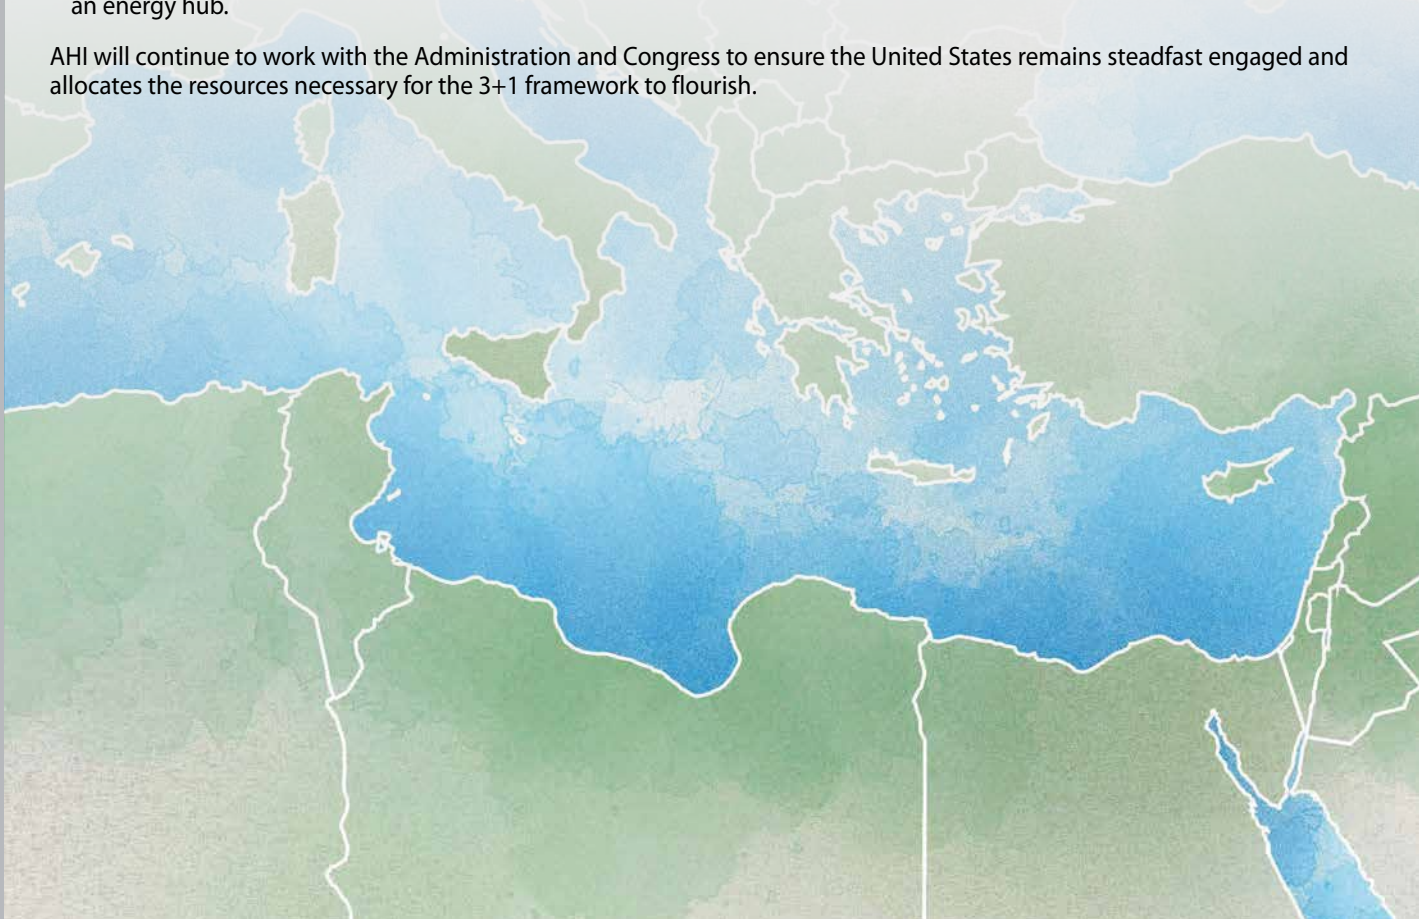 an energy hub.
AHI will continue to work with the Administration and Congress to ensure the United States remains steadfast engaged and
allocates the resources necessary for the 3+1 framework to flourish.